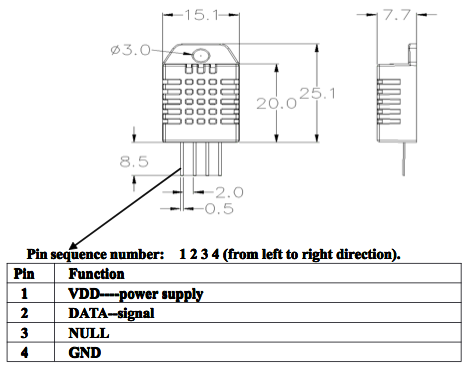 15.1
7.7
ø3.0
20.0
25.1
8.5
2.0
0.5
Pin sequence number: 1 2 3 4 (from left to right direction).
Pin Function
1 VDD----power supply
2 DATA--signal
3 NULL
4 GND